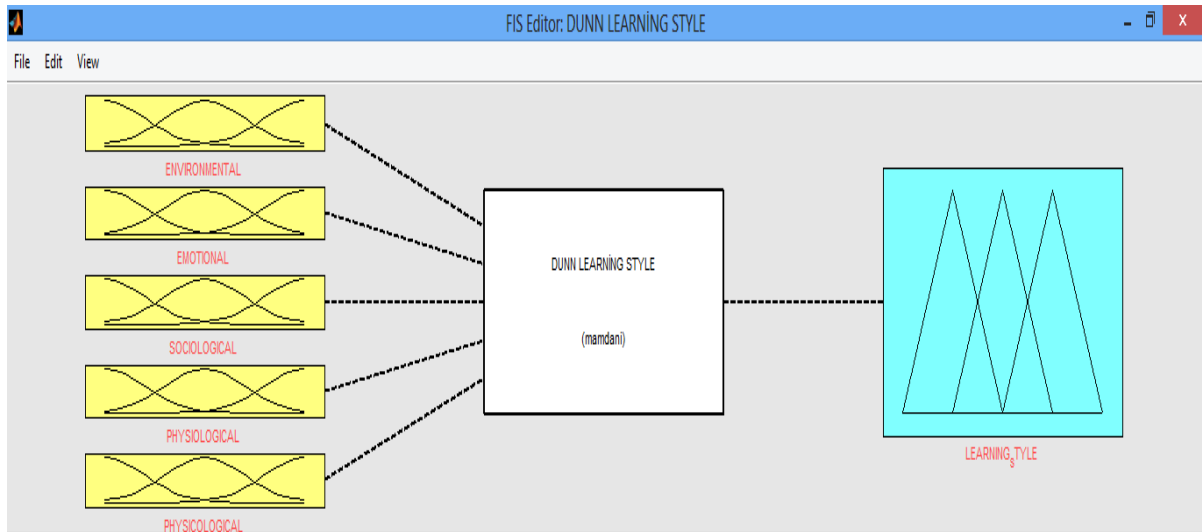 FIS Editor: DUNN LEARNİNG STYLE
File Edit View
ENVIRONMENTAL
EMOTIONAL
SOCIOLOGICAL
PHYSIOLOGICAL
PHYSICOLOGICAL
DUNN LEARNİNG STYLE
(mamdani)
LEARNING_STYLE